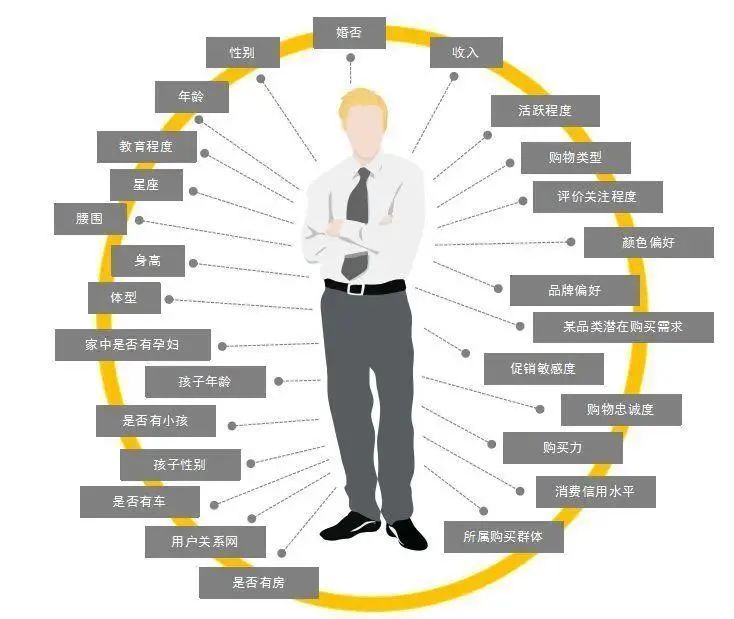 婚否
性别
收入
年龄
活跃程度
教育程度
购物类型
星座
评价关注程度
腰围
颜色偏好
身高
品牌偏好
体型
某品类潜在购买需求
家中是否有孕妇
促销敏感度
孩子年龄
购物忠诚度
是否有小孩
购买力
孩子性别
消费信用水平
是否有车
用户关系网
所属购买群体
是否有房